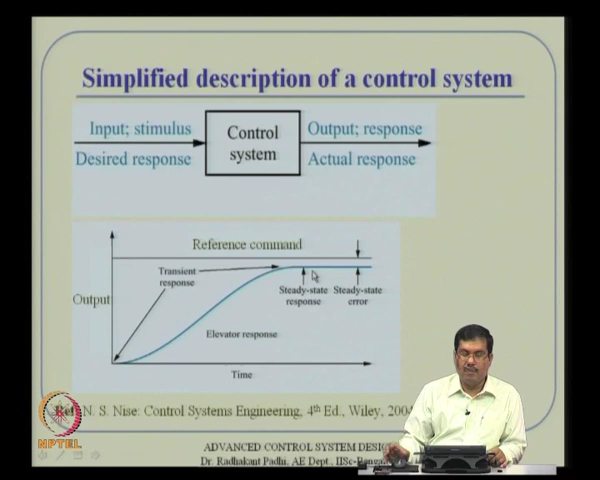 Simplified description of a control system
Input; stimulus
Desired response
Control
system
Output; response
Actual response
Reference command
Transient
response
Output
Steady-state
response
Steady-state
error
Elevator response
Time
N. S. Nise: Control Systems Engineering, 4th Ed., Wiley, 2004
NPTEL
ADVANCED CONTROL SYSTEM DESIG
Dr. Radhakant Padhi, AE Dept., IISc-Bangal